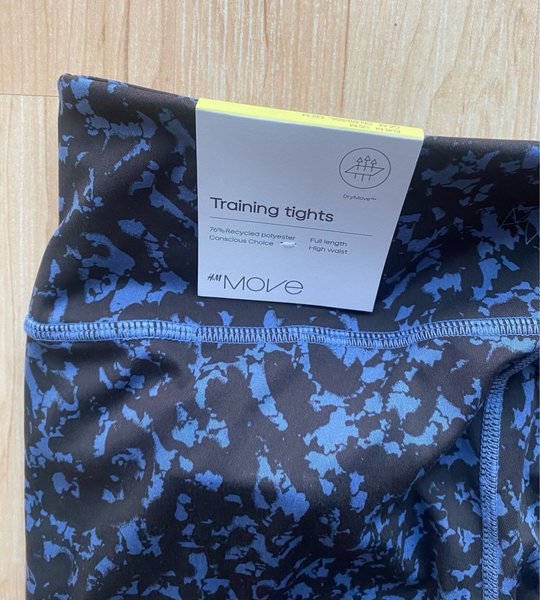 DryMove™
Training tights
76% Recycled polyester
Conscious Choice
Full length
High waist
H&M MOVE